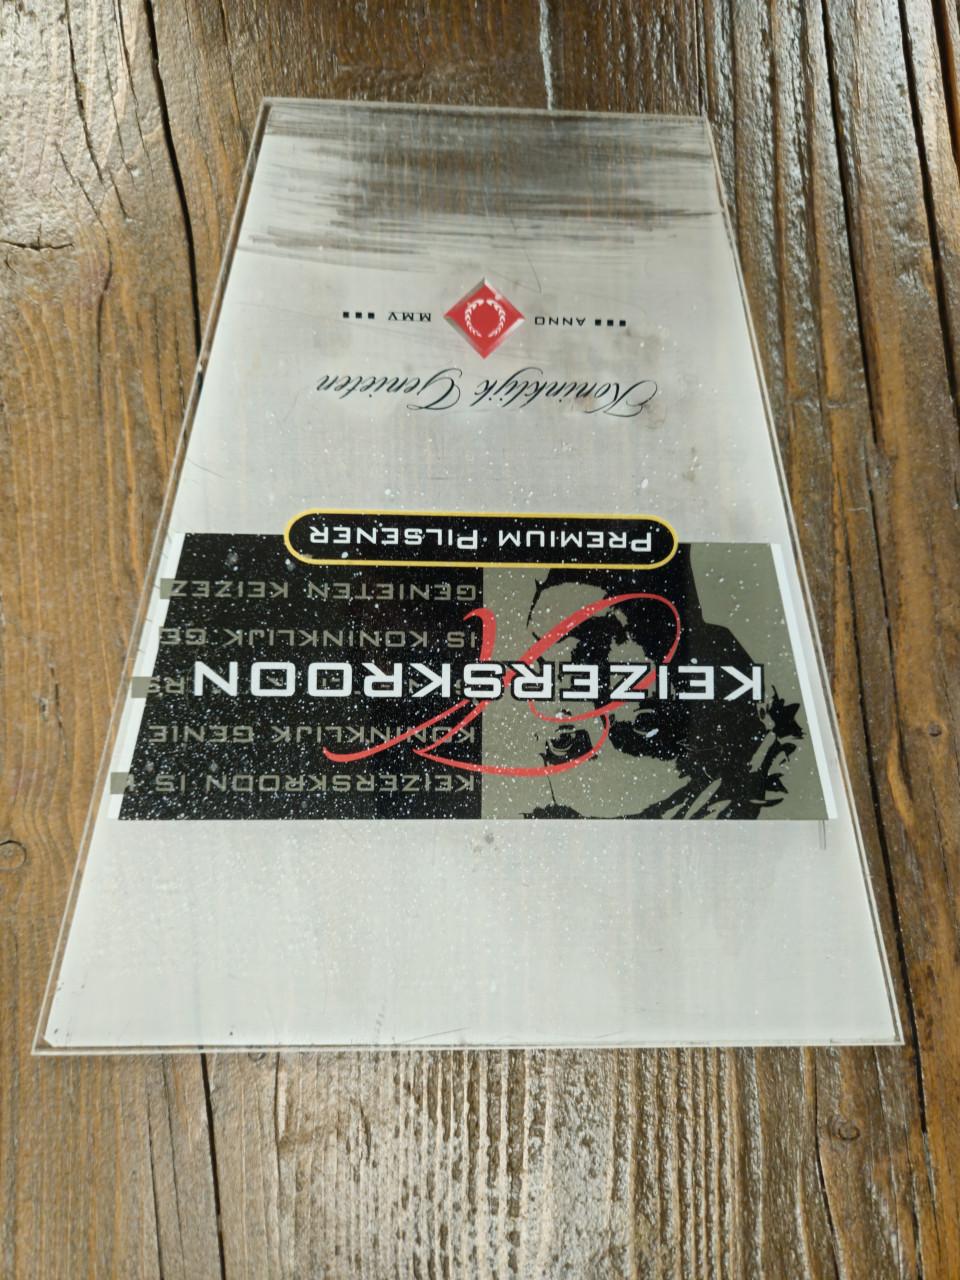 KEIZERSKROON IS
KONINKLIJK GENIE
KEIZERSKROON
IS KONINKLIJK GE
GENIETEN KEIZEZ
PREMIUM PILSENER
Koninklijk Genieten
ANNO MMV